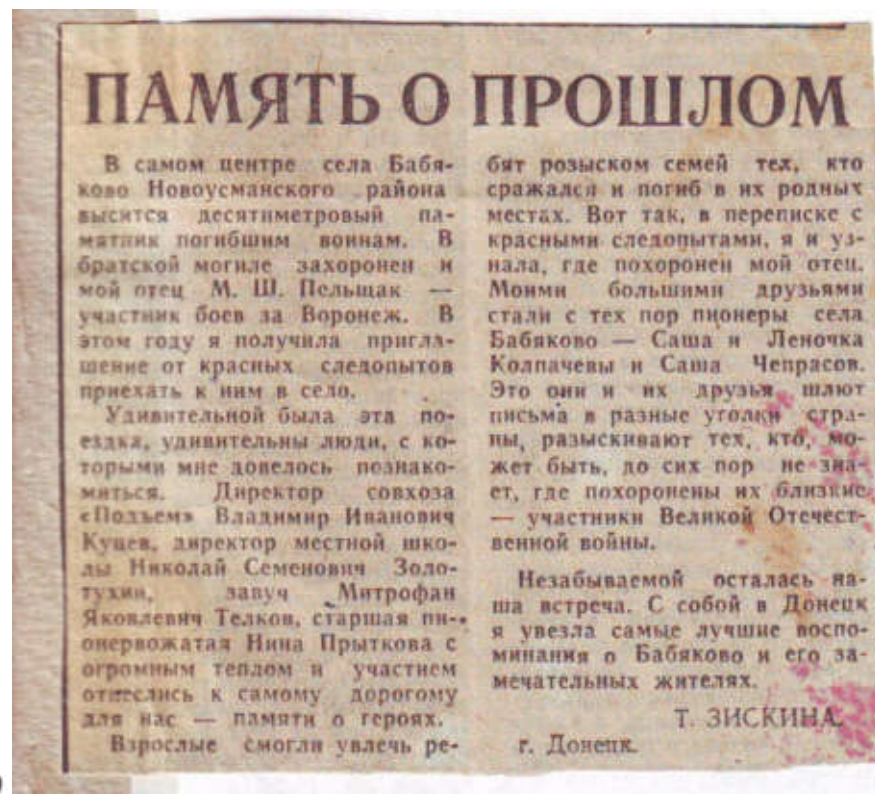 ПАМЯТЬ О ПРОШЛОМ
В самом центре села Бабя-
ково Новоусманского района
высится десятиметровый па-
мятник погибшим воинам. В
братской могиле захоронен и
мой отец М. Ш. Пельщак —
участник боев за Воронеж. В
этом году я получила пригла-
шение от красных следопытов
приехать к ним в село.
Удивительной была эта по-
ездка, удивительны люди, с ко-
торыми мне довелось познако-
миться. Директор совхоза
«Подъем» Владимир Иванович
Куцев, директор местной шко-
лы Николай Семенович Золо-
тухин, завуч Митрофан
Яковлевич Телков, старшая пи-
онервожатая Нина Прыткова с
огромным теплом и участием
отнеслись к самому дорогому
для нас — памяти о героях.
Взрослые смогли увлечь ре-
бят розыском семей тех, кто
сражался и погиб в их родных
местах. Вот так, в переписке с
красными следопытами, я и уз-
нала, где похоронен мой отец.
Моими большими друзьями
стали с тех пор пионеры села
Бабяково — Саша и Леночка
Колпачевы и Саша Чепрасов.
Это они и их друзья шлют
письма в разные уголки стра-
ны, разыскивают тех, кто, мо-
жет быть, до сих пор не зна-
ет, где похоронены их близкие
— участники Великой Отечест-
венной войны.
Незабываемой осталась на-
ша встреча. С собой в Донецк
я увезла самые лучшие воспо-
минания о Бабяково и его за-
мечательных жителях.
Т. ЗИСКИНА.
г. Донецк.